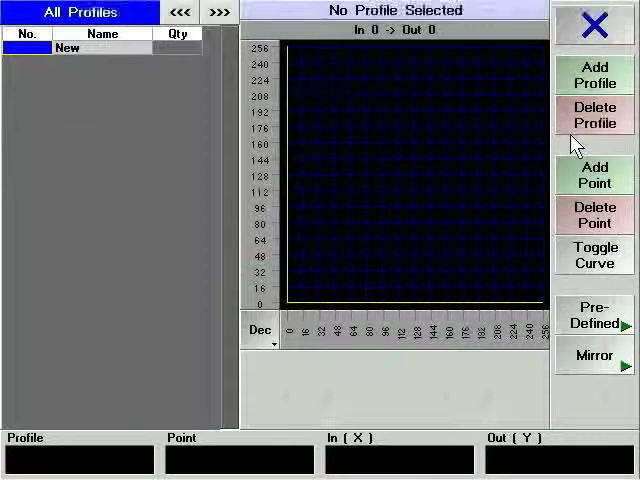 All Profiles
<<<
>>>
No Profile Selected
No.
Name
Qty
In 0 -> Out 0
New
256
240
224
208
192
176
160
144
128
112
96
80
64
48
32
16
0
Dec
0
16
32
48
64
80
96
112
128
144
160
176
192
208
224
240
256
X
Add
Profile
Delete
Profile
Add
Point
Delete
Point
Toggle
Curve
Pre-
Defined
Mirror
Profile
Point
In ( X )
Out ( Y )